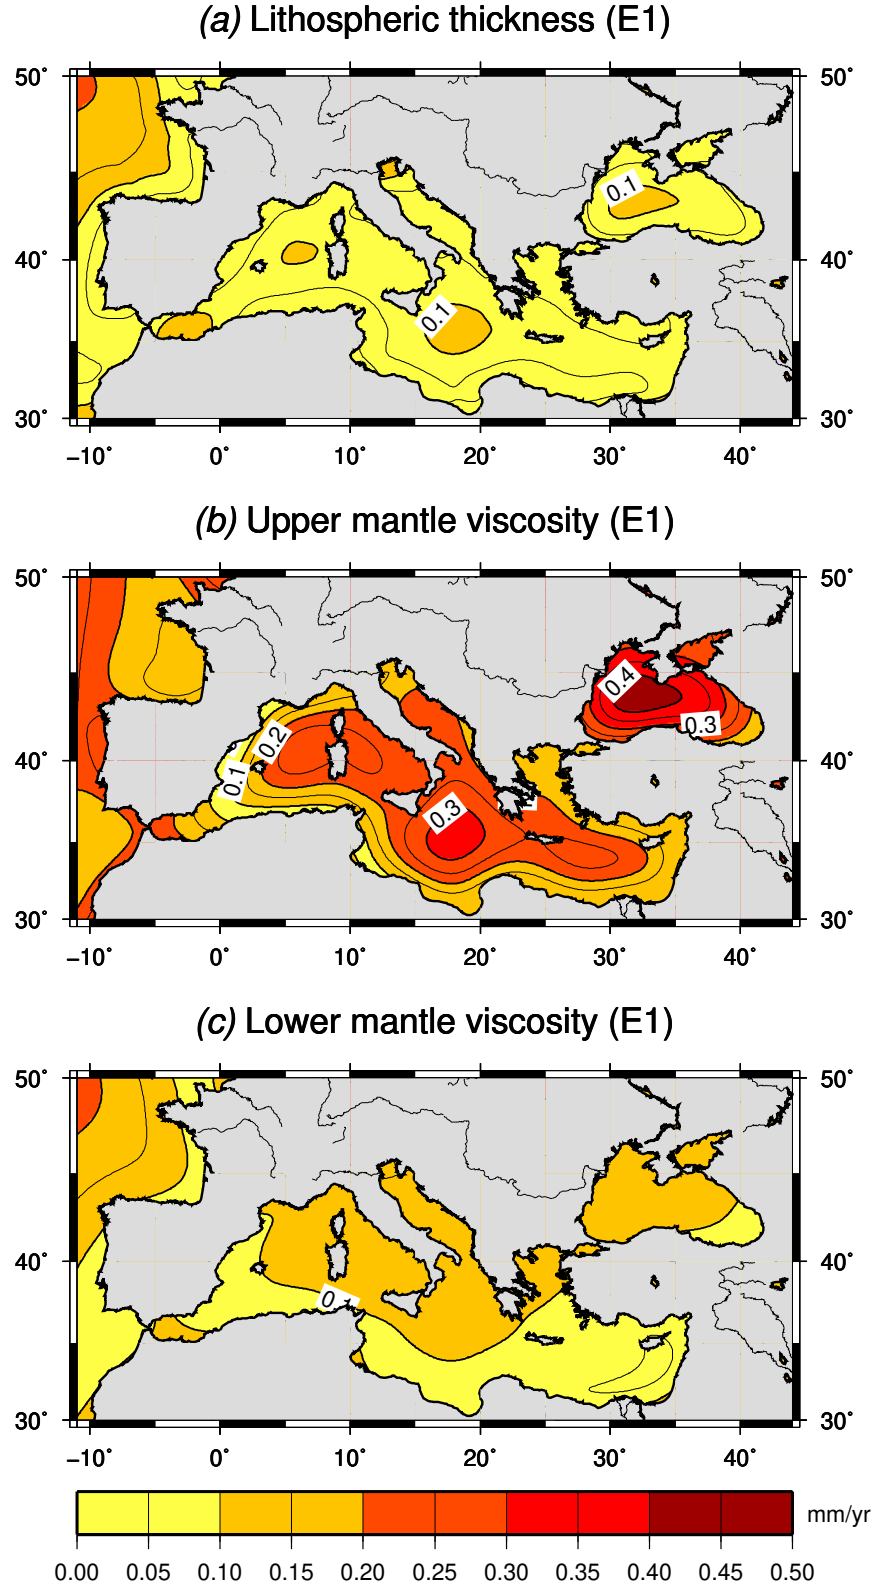 (a) Lithospheric thickness (E1)
50° 50°
0.1
40° 40°
0.1
30° 30°
−10° 0° 10° 20° 30° 40°
(b) Upper mantle viscosity (E1)
50° 50°
0.4
0.3
0.2
40° 40°
0.1
0.3
30° 30°
−10° 0° 10° 20° 30° 40°
(c) Lower mantle viscosity (E1)
50° 50°
40° 40°
0.1
30° 30°
−10° 0° 10° 20° 30° 40°
mm/yr
0.00 0.05 0.10 0.15 0.20 0.25 0.30 0.35 0.40 0.45 0.50